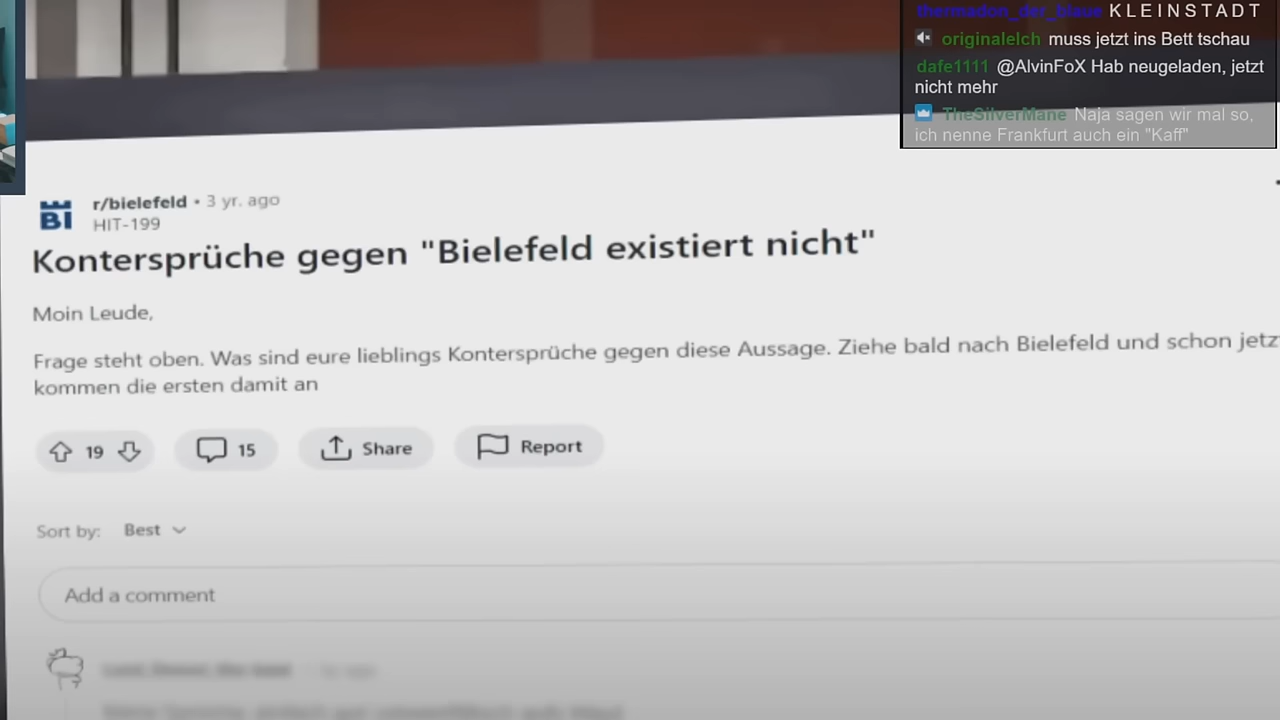 thermadon_der_blaue K L E I N S T A D T
originalelch muss jetzt ins Bett tschau
dafe1111 @AlvinFoX Hab neugeladen, jetzt
nicht mehr
TheSilverMane Naja sagen wir mal so,
ich nenne Frankfurt auch ein "Kaff"
BI
r/bielefeld • 3 yr. ago
HIT-199
Kontersprüche gegen "Bielefeld existiert nicht"
Moin Leude,
Frage steht oben. Was sind eure lieblings Kontersprüche gegen diese Aussage. Ziehe bald nach Bielefeld und schon jetz
kommen die ersten damit an
19
15
Share
Report
Sort by: Best
Add a comment